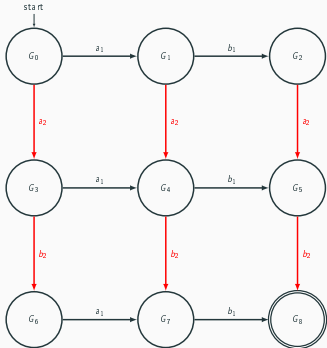 start
G₀ a₁ G₁ b₁ G₂
a₂ a₂ a₂
G₃ a₁ G₄ b₁ G₅
b₂ b₂ b₂
G₆ a₁ G₇ b₁ G₈